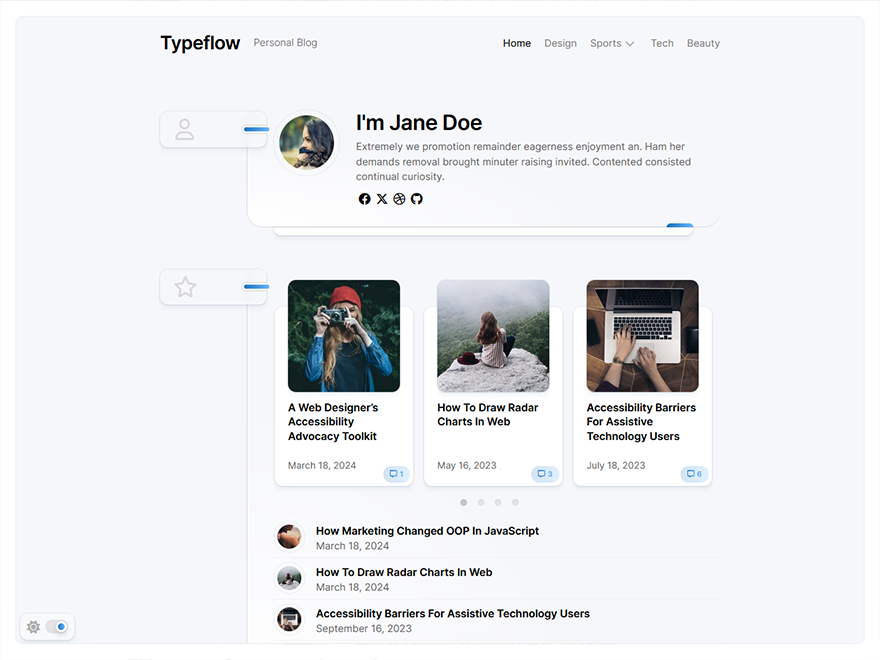 Typeflow Personal Blog Home Design Sports Tech Beauty
I'm Jane Doe
Extremely we promotion remainder eagerness enjoyment an. Ham her
demands removal brought minuter raising invited. Contented consisted
continual curiosity.
A Web Designer's
Accessibility
Advocacy Toolkit
March 18, 2024
1
How To Draw Radar
Charts In Web
May 16, 2023
3
Accessibility Barriers
For Assistive
Technology Users
July 18, 2023
6
How Marketing Changed OOP In JavaScript
March 18, 2024
How To Draw Radar Charts In Web
March 18, 2024
Accessibility Barriers For Assistive Technology Users
September 16, 2023